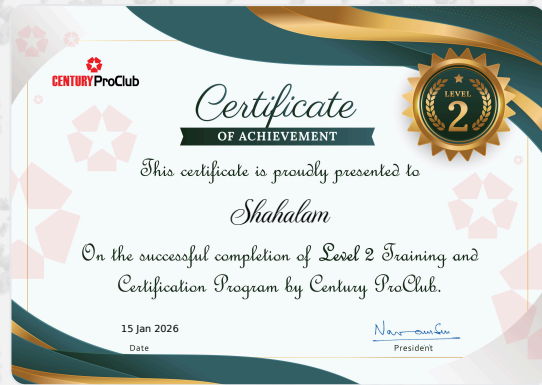 CENTURY ProClub
Certificate
OF ACHIEVEMENT
LEVEL
2
This certificate is proudly presented to
Shahalam
On the successful completion of Level 2 Training and
Certification Program by Century ProClub.
15 Jan 2026
Date
President